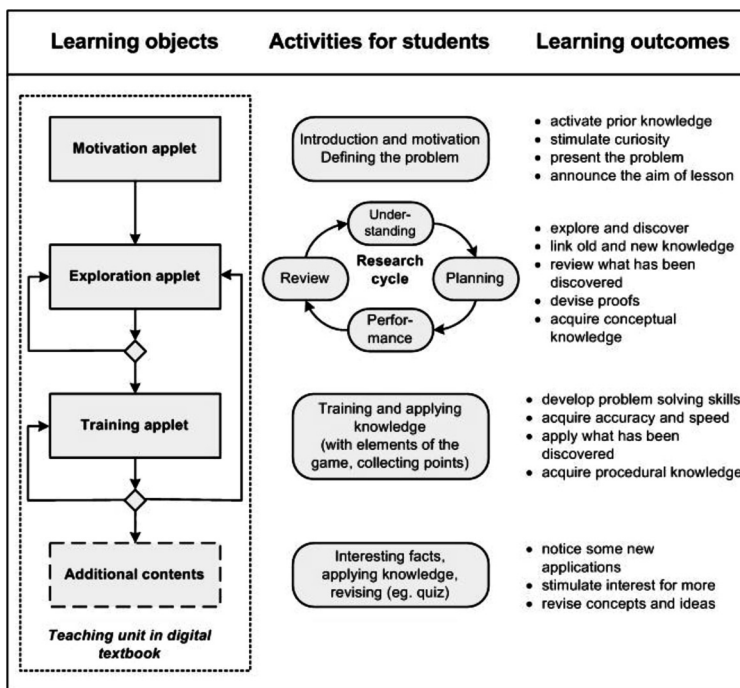 Learning objects
Activities for students
Learning outcomes
Motivation applet
Introduction and motivation
Defining the problem
• activate prior knowledge
• stimulate curiosity
• present the problem
• announce the aim of lesson
Exploration applet
Under-
standing
Review
Research
cycle
Planning
Perfor-
mance
• explore and discover
• link old and new knowledge
• review what has been
discovered
• devise proofs
• acquire conceptual
knowledge
Training applet
Training and applying
knowledge
(with elements of the
game, collecting points)
• develop problem solving skills
• acquire accuracy and speed
• apply what has been
discovered
• acquire procedural knowledge
Additional contents
Interesting facts,
applying knowledge,
revising (eg. quiz)
• notice some new
applications
• stimulate interest for more
• revise concepts and ideas
Teaching unit in digital
textbook